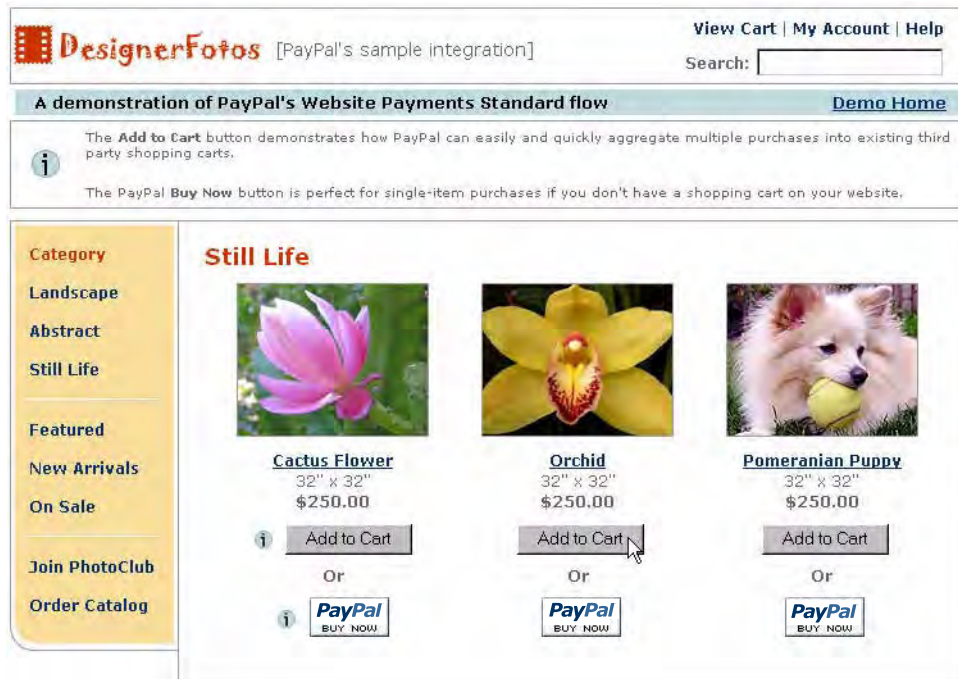 DesignerFotos [PayPal's sample integration]
View Cart | My Account | Help
Search:
A demonstration of PayPal's Website Payments Standard flow
Demo Home
The Add to Cart button demonstrates how PayPal can easily and quickly aggregate multiple purchases into existing third
party shopping carts.
The PayPal Buy Now button is perfect for single-item purchases if you don't have a shopping cart on your website.
Category
Landscape
Abstract
Still Life
Featured
New Arrivals
On Sale
Join PhotoClub
Order Catalog
Still Life
Cactus Flower
32" x 32"
$250.00
Add to Cart
Or
PayPal
BUY NOW
Orchid
32" x 32"
$250.00
Add to Cart
Or
PayPal
BUY NOW
Pomeranian Puppy
32" x 32"
$250.00
Add to Cart
Or
PayPal
BUY NOW